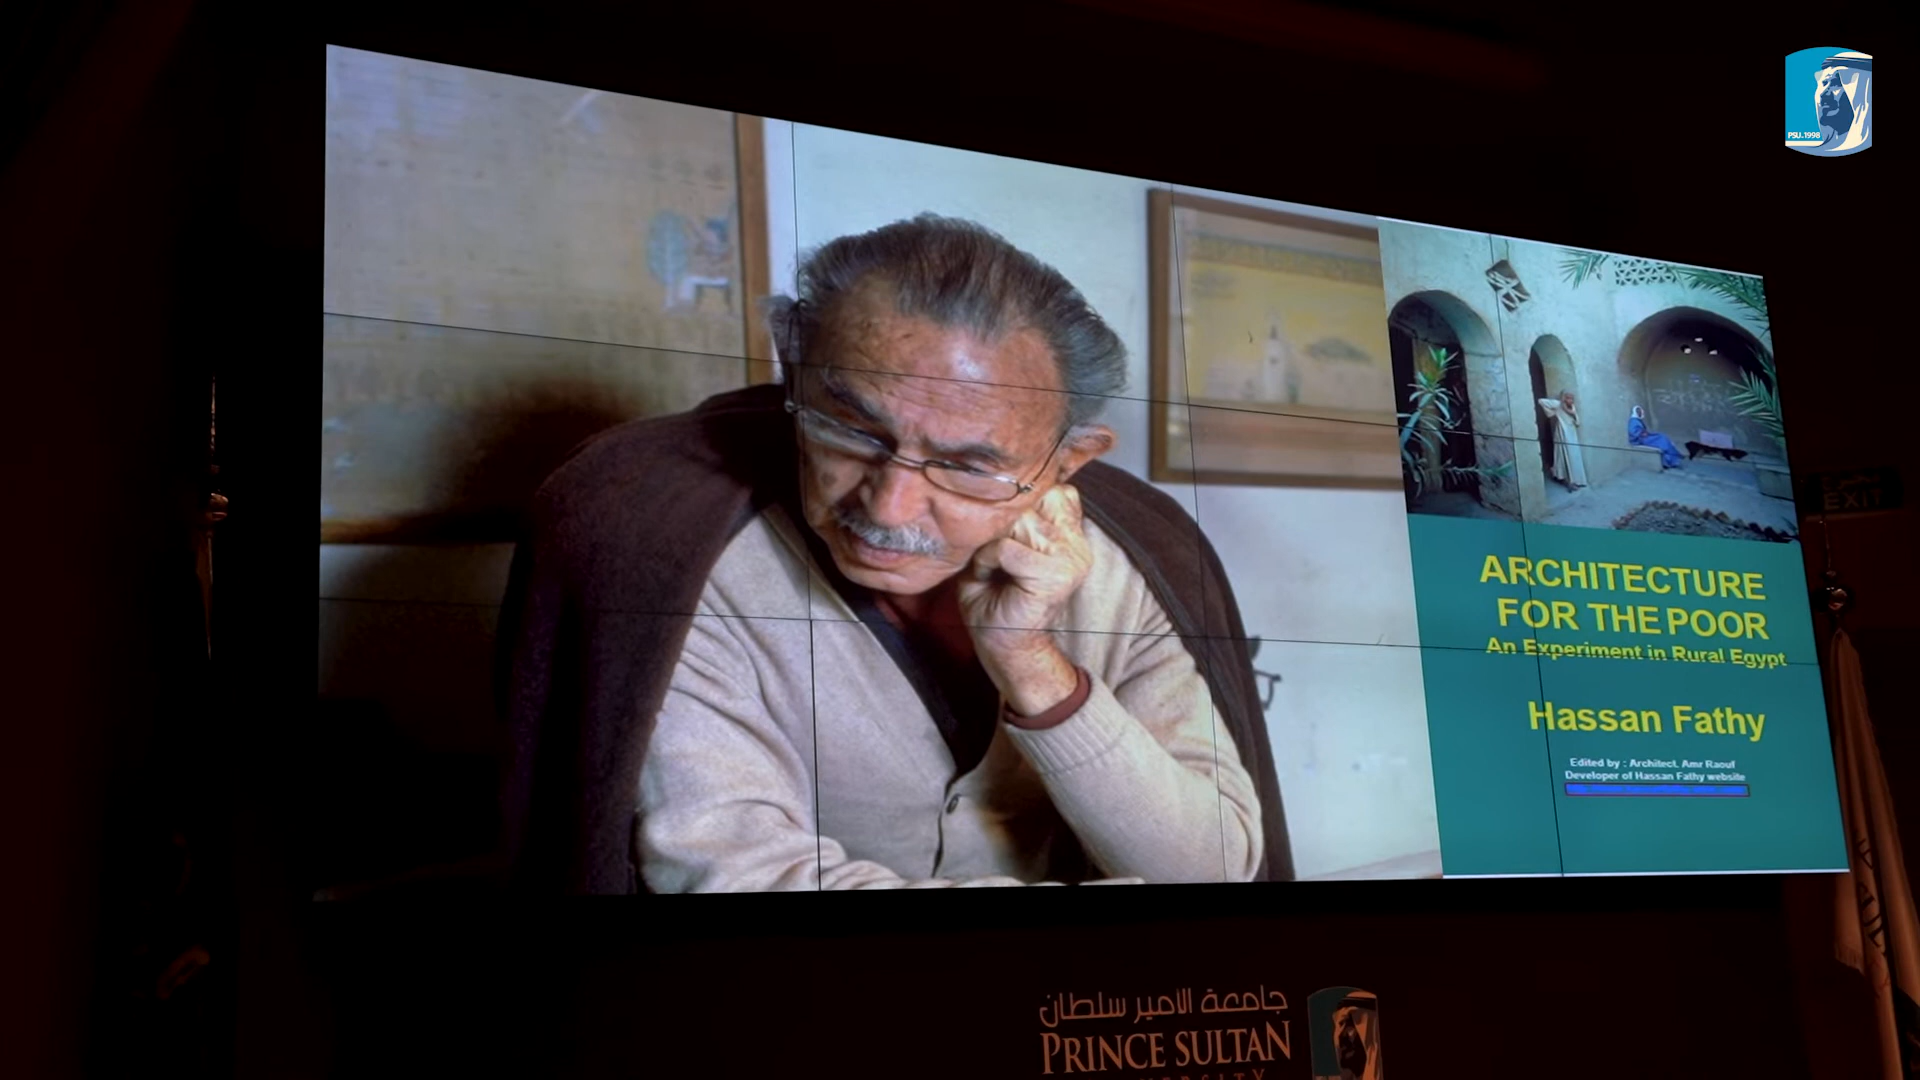 PSU.1998
EXIT
ARCHITECTURE
FOR THE POOR
An Experiment in Rural Egypt
Hassan Fathy
Edited by : Architect. Amr Raouf
Developer of Hassan Fathy website
جامعة الأمير سلطان
PRINCE SULTAN